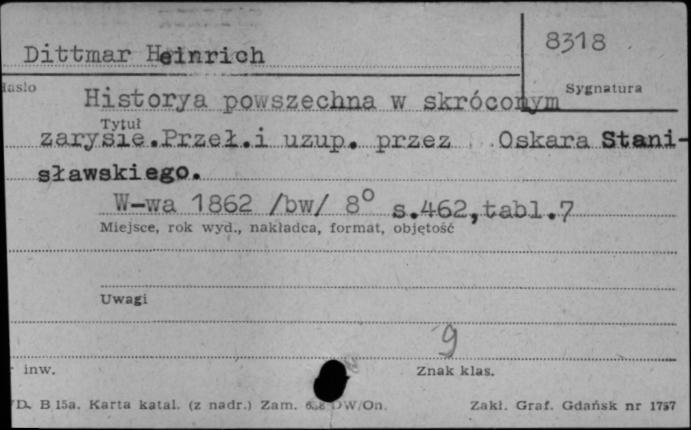 Dittmar Heinrich
8318
Hasło
Sygnatura
Historya powszechna w skróconym
Tytuł
zarysie.Przeł.i uzup. przez Oskara Stani-
sławskiego.
W-wa 1862 /bw/ 8° s.462,tabl.7
Miejsce, rok wyd., nakładca, format, objętość
Uwagi
9
inw.
Znak klas.
B 15a. Karta katal. (z nadr.) Zam. DW/On.
Zakł. Graf. Gdańsk nr 1757